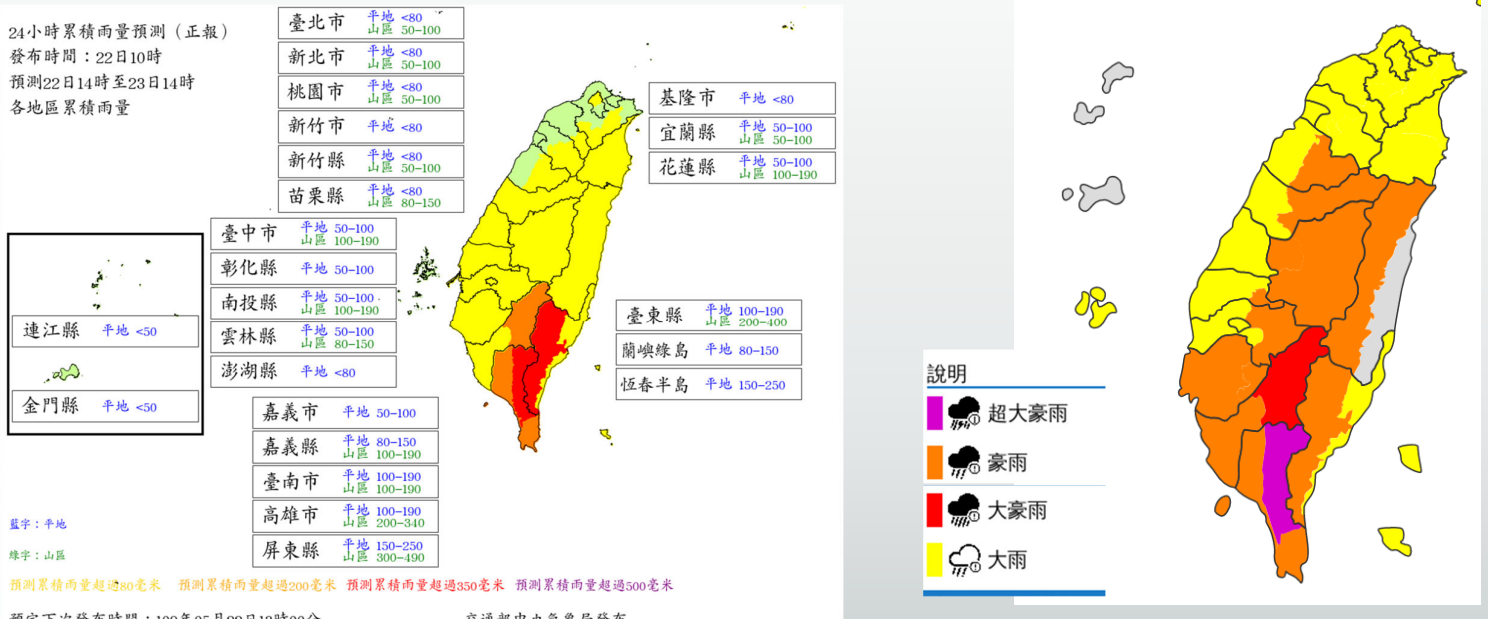 24小時累積雨量預測（正報）
發布時間：22日10時
預測22日14時至23日14時
各地區累積雨量
臺北市 平地 <80
山區 50-100
新北市 平地 <80
山區 50-100
桃園市 平地 <80
山區 50-100
新竹市 平地 <80
新竹縣 平地 <80
山區 50-100
苗栗縣 平地 <80
山區 80-150
臺中市 平地 50-100
山區 100-190
彰化縣 平地 50-100
南投縣 平地 50-100
山區 100-190
雲林縣 平地 50-100
山區 80-150
澎湖縣 平地 <80
嘉義市 平地 50-100
嘉義縣 平地 80-150
山區 100-190
臺南市 平地 100-190
山區 100-190
高雄市 平地 100-190
山區 200-340
屏東縣 平地 150-250
山區 300-490
基隆市 平地 <80
宜蘭縣 平地 50-100
山區 50-100
花蓮縣 平地 50-100
山區 100-190
臺東縣 平地 100-190
山區 200-400
蘭嶼綠島 平地 80-150
恆春半島 平地 150-250
連江縣 平地 <50
金門縣 平地 <50
藍字：平地
綠字：山區
預測累積雨量超過80毫米 預測累積雨量超過200毫米 預測累積雨量超過350毫米 預測累積雨量超過500毫米
說明
超大豪雨
豪雨
大豪雨
大雨